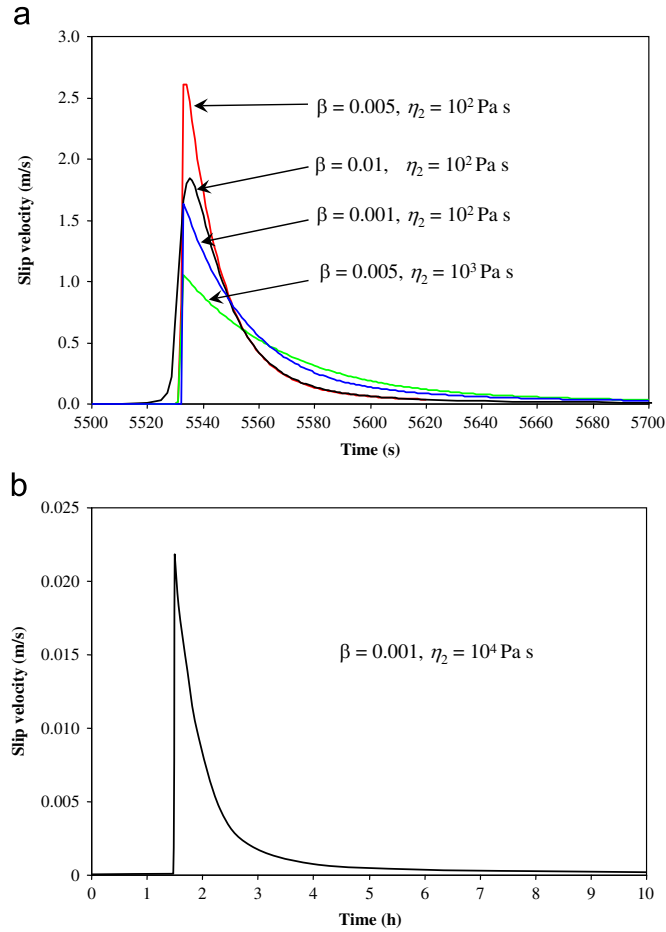 a
3.0
2.5
2.0
1.5
1.0
0.5
0.0
Slip velocity (m/s)
β = 0.005, η₂ = 10² Pa s
β = 0.01, η₂ = 10² Pa s
β = 0.001, η₂ = 10² Pa s
β = 0.005, η₂ = 10³ Pa s
5500 5520 5540 5560 5580 5600 5620 5640 5660 5680 5700
Time (s)
b
0.025
0.020
0.015
0.010
0.005
0
Slip velocity (m/s)
β = 0.001, η₂ = 10⁴ Pa s
0 1 2 3 4 5 6 7 8 9 10
Time (h)